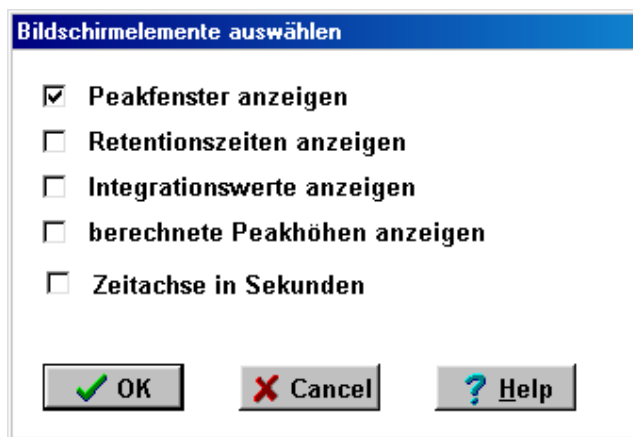 Bildschirmelemente auswählen
Peakfenster anzeigen
Retentionszeiten anzeigen
Integrationswerte anzeigen
berechnete Peakhöhen anzeigen
Zeitachse in Sekunden
OK Cancel Help